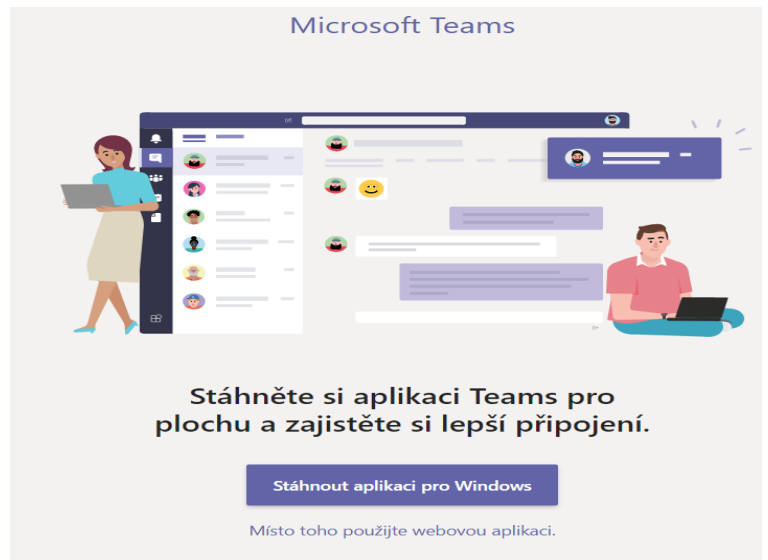 Microsoft Teams
Stáhněte si aplikaci Teams pro
plochu a zajistěte si lepší připojení.
Stáhnout aplikaci pro Windows
Místo toho použijte webovou aplikaci.